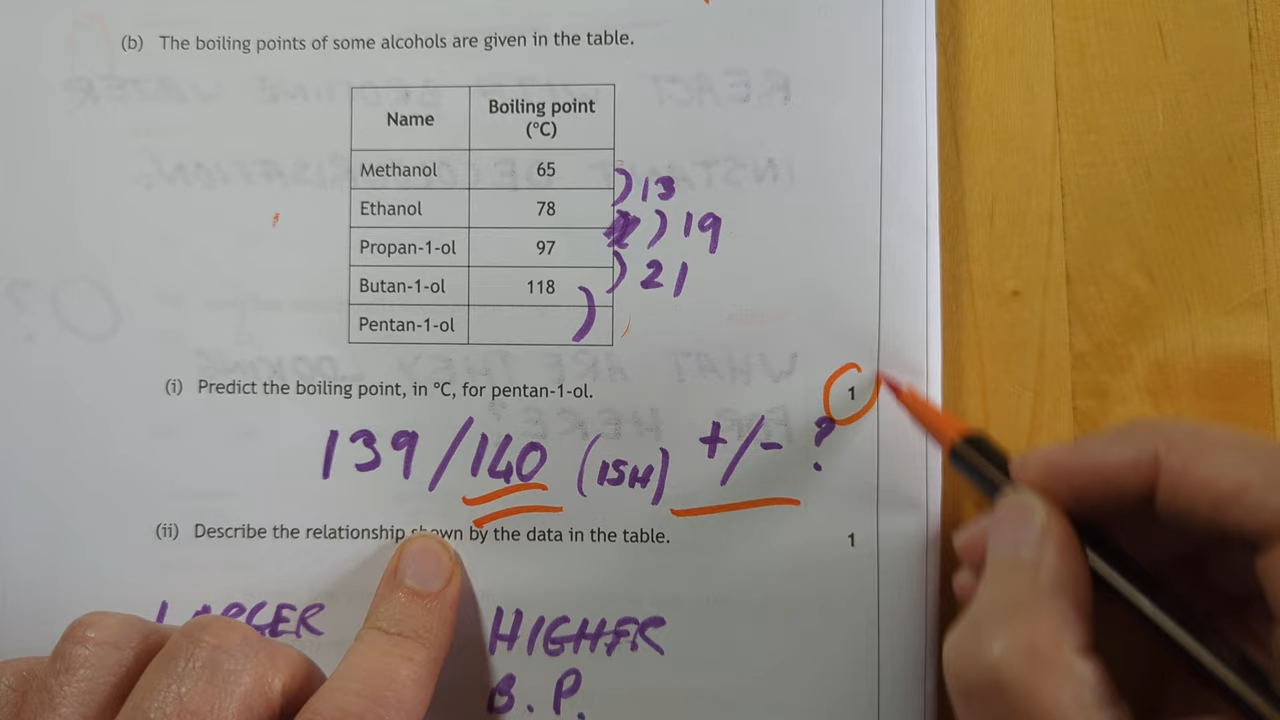 (b) The boiling points of some alcohols are given in the table.
Name Boiling point (°C)
Methanol 65
) 13
Ethanol 78
) 19
Propan-1-ol 97
) 21
Butan-1-ol 118
Pentan-1-ol )
(i) Predict the boiling point, in °C, for pentan-1-ol. 1
139/140 (ISH) +/- ?
(ii) Describe the relationship shown by the data in the table. 1
LARGER HIGHER
B.P.